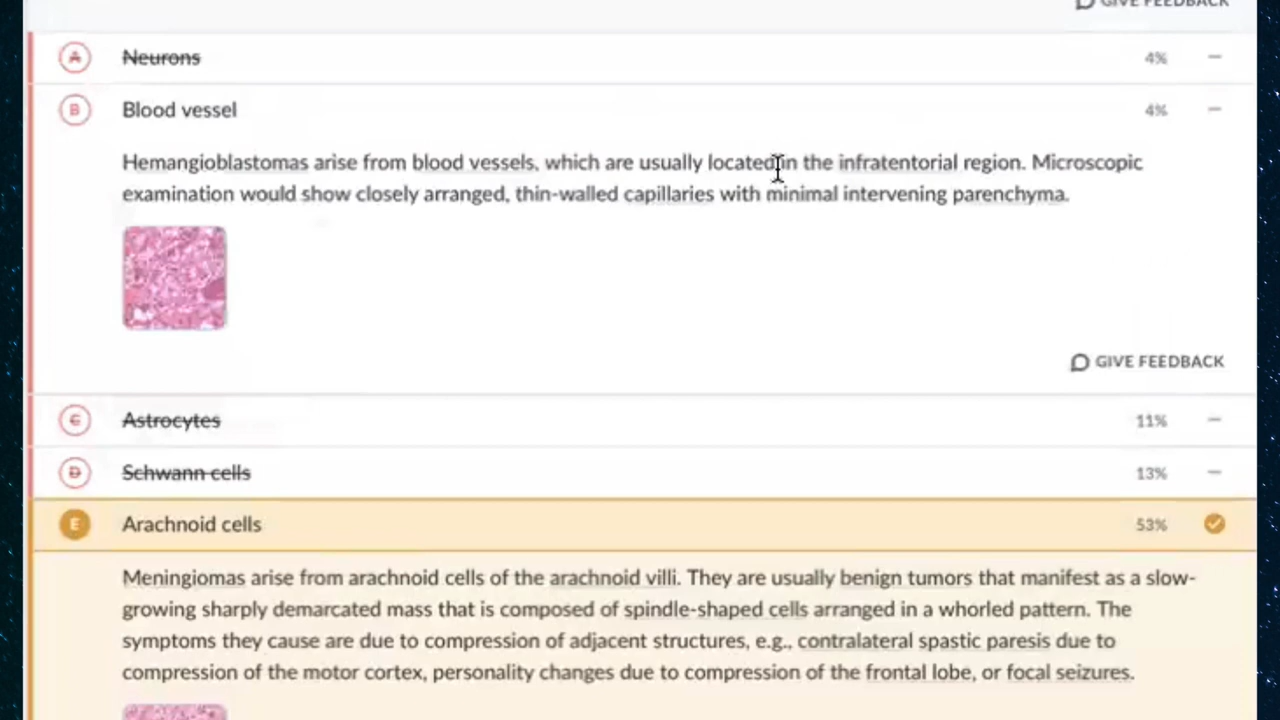 GIVE FEEDBACK
A Neurons 4% —
B Blood vessel 4% —
Hemangioblastomas arise from blood vessels, which are usually located in the infratentorial region. Microscopic
examination would show closely arranged, thin-walled capillaries with minimal intervening parenchyma.
GIVE FEEDBACK
C Astrocytes 11% —
D Schwann cells 13% —
E Arachnoid cells 53%
Meningiomas arise from arachnoid cells of the arachnoid villi. They are usually benign tumors that manifest as a slow-
growing sharply demarcated mass that is composed of spindle-shaped cells arranged in a whorled pattern. The
symptoms they cause are due to compression of adjacent structures, e.g., contralateral spastic paresis due to
compression of the motor cortex, personality changes due to compression of the frontal lobe, or focal seizures.